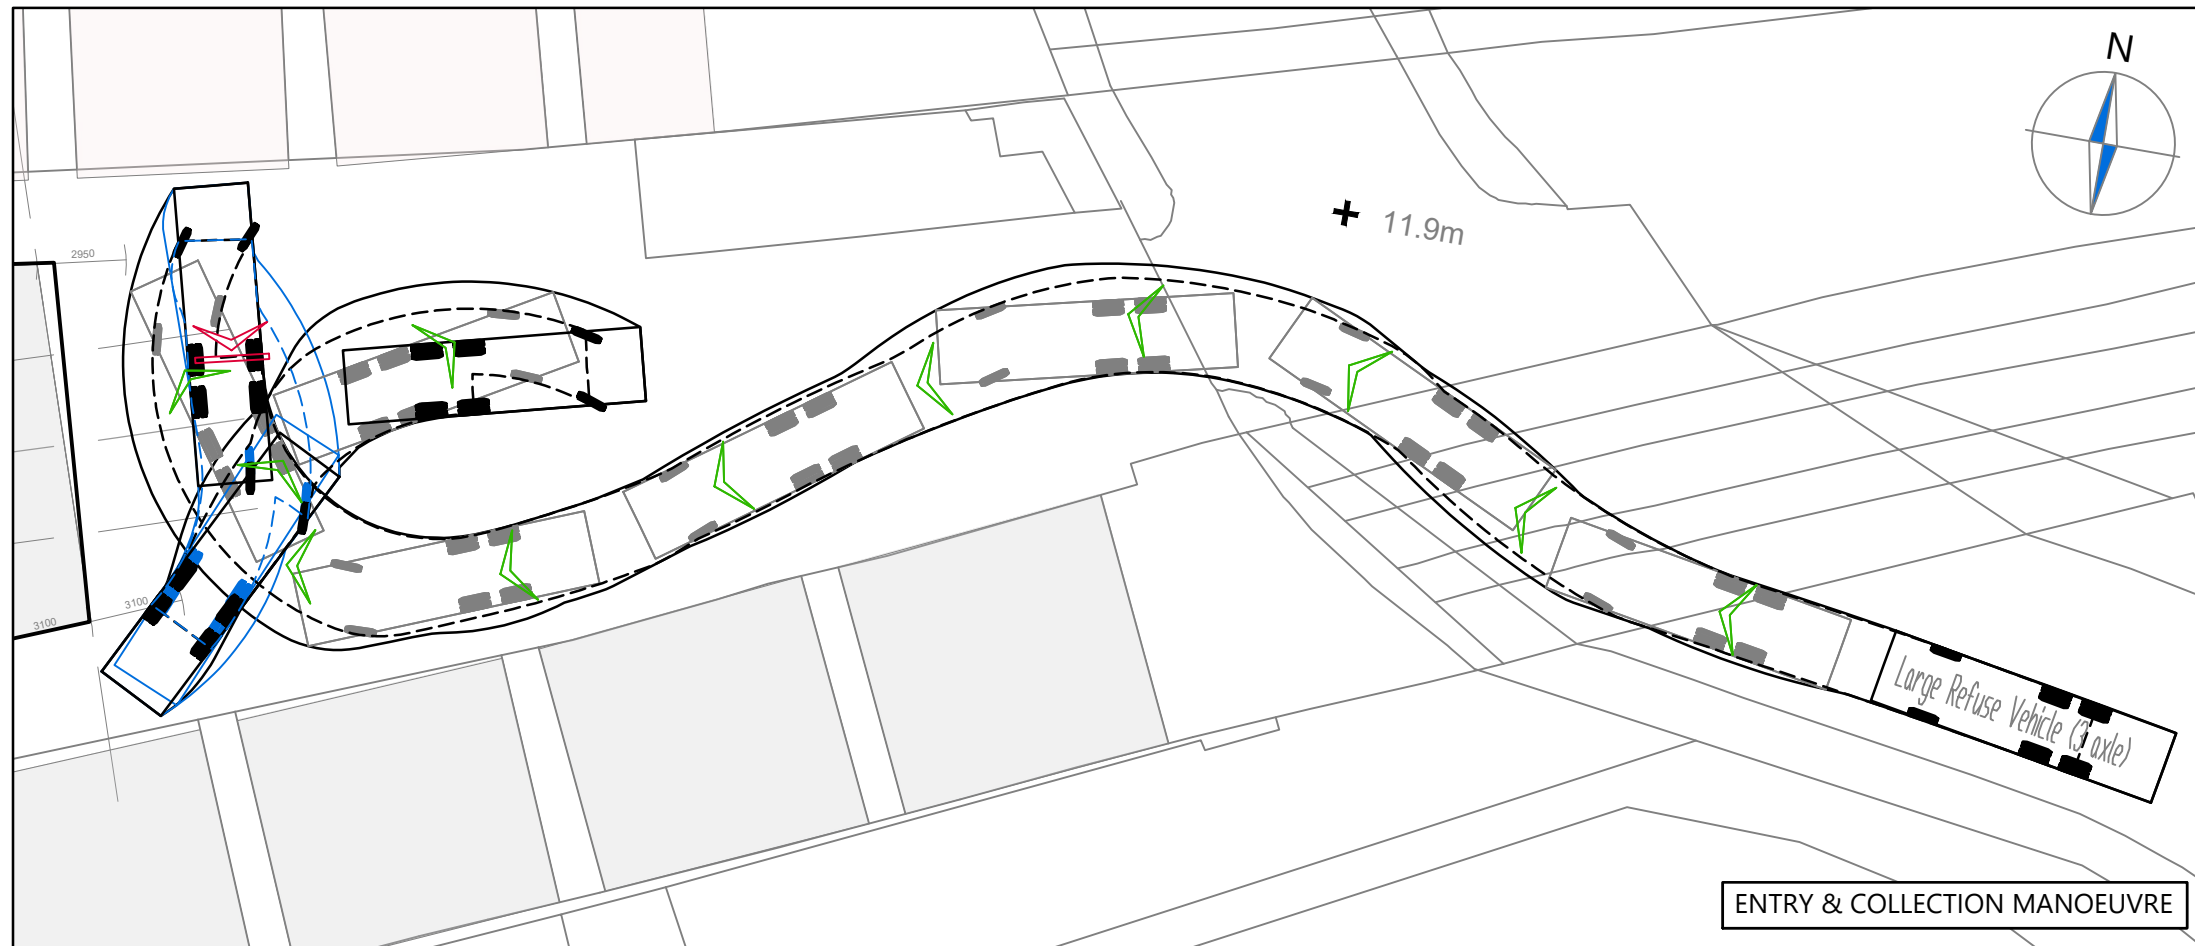 N
11.9m
2950
3100
3100
Large Refuse Vehicle (3 axle)
ENTRY & COLLECTION MANOEUVRE